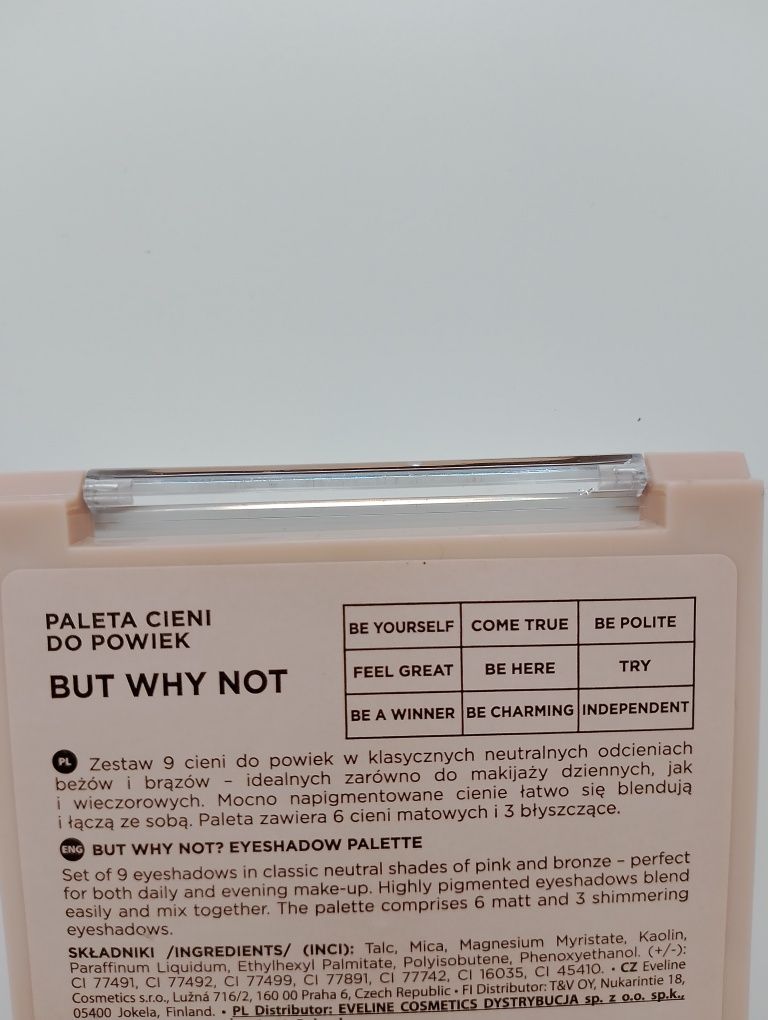 PALETA CIENI
DO POWIEK
BUT WHY NOT
BE YOURSELF COME TRUE BE POLITE
FEEL GREAT BE HERE TRY
BE A WINNER BE CHARMING INDEPENDENT
PL Zestaw 9 cieni do powiek w klasycznych neutralnych odcieniach
beżów i brązów – idealnych zarówno do makijaży dziennych, jak
i wieczorowych. Mocno napigmentowane cienie łatwo się blendują
i łączą ze sobą. Paleta zawiera 6 cieni matowych i 3 błyszczące.
ENG BUT WHY NOT? EYESHADOW PALETTE
Set of 9 eyeshadows in classic neutral shades of pink and bronze – perfect
for both daily and evening make-up. Highly pigmented eyeshadows blend
easily and mix together. The palette comprises 6 matt and 3 shimmering
eyeshadows.
SKŁADNIKI /INGREDIENTS/ (INCI): Talc, Mica, Magnesium Myristate, Kaolin,
Paraffinum Liquidum, Ethylhexyl Palmitate, Polyisobutene, Phenoxyethanol. (+/-):
CI 77491, CI 77492, CI 77499, CI 77891, CI 77742, CI 16035, CI 45410. • CZ Eveline
Cosmetics s.r.o., Lužná 716/2, 160 00 Praha 6, Czech Republic • FI Distributor: T&V OY, Nukarintie 18,
05400 Jokela, Finland. • PL Distributor: EVELINE COSMETICS DYSTRYBUCJA sp. z o.o. sp.k.,